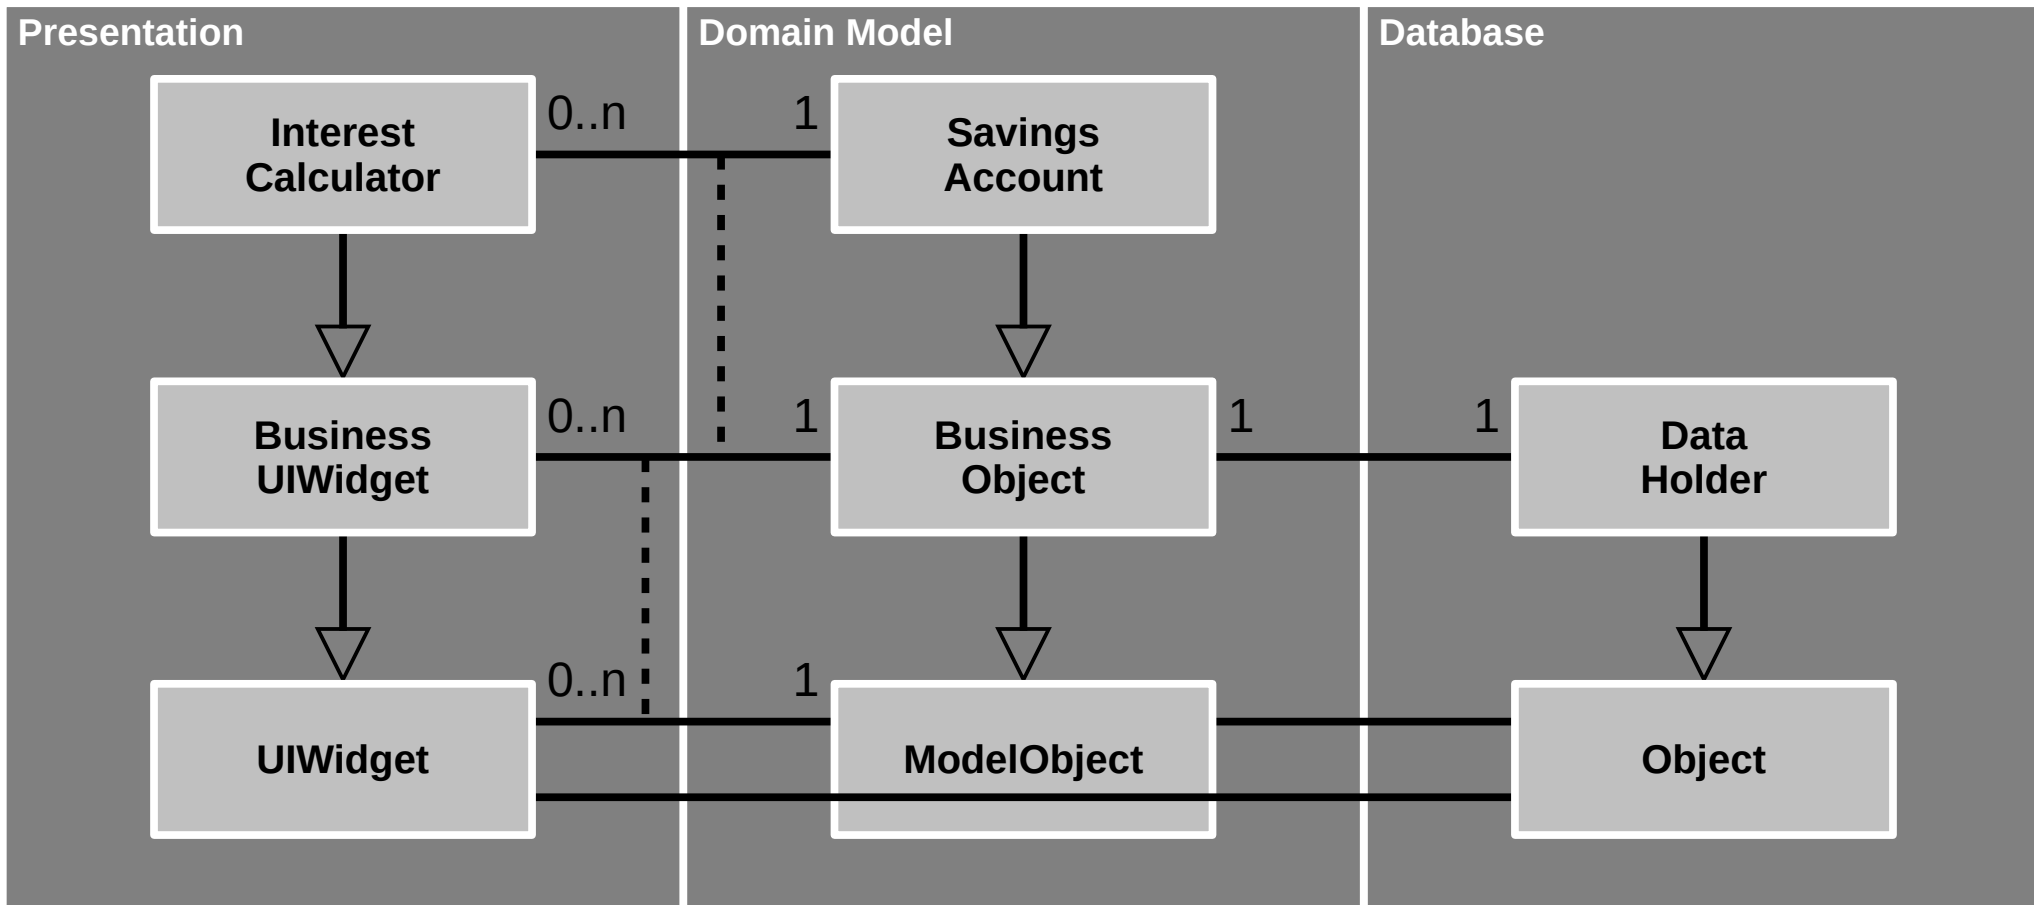 Presentation
Domain Model
Database
Interest
Calculator
0..n
1
Savings
Account
Business
UIWidget
0..n
1
Business
Object
1
1
Data
Holder
UIWidget
0..n
1
ModelObject
Object